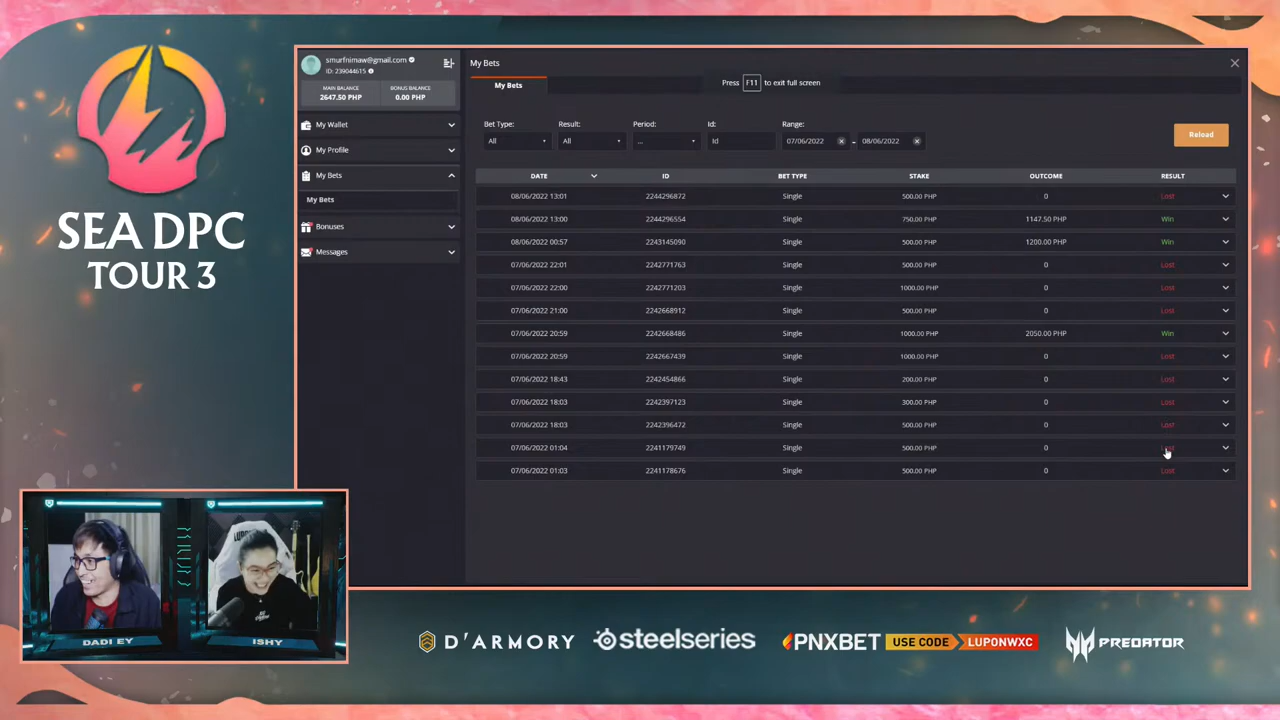 SEA DPC
TOUR 3
smurfnimaw@gmail.com
ID: 239044615
MAIN BALANCE
2647.50 PHP
BONUS BALANCE
0.00 PHP
My Wallet
My Profile
My Bets
My Bets
Bonuses
Messages
My Bets
My Bets
Press F11 to exit full screen
Bet Type: Result: Period: Id: Range:
All All ... Id 07/06/2022 - 08/06/2022
Reload
DATE ID BET TYPE STAKE OUTCOME RESULT
08/06/2022 13:01 2244296872 Single 500.00 PHP 0 Lost
08/06/2022 13:00 2244296554 Single 750.00 PHP 1147.50 PHP Win
08/06/2022 00:57 2243145090 Single 500.00 PHP 1200.00 PHP Win
07/06/2022 22:01 2242771763 Single 500.00 PHP 0 Lost
07/06/2022 22:00 2242771203 Single 1000.00 PHP 0 Lost
07/06/2022 21:00 2242668912 Single 500.00 PHP 0 Lost
07/06/2022 20:59 2242668486 Single 1000.00 PHP 2050.00 PHP Win
07/06/2022 20:59 2242667439 Single 1000.00 PHP 0 Lost
07/06/2022 18:43 2242454866 Single 200.00 PHP 0 Lost
07/06/2022 18:03 2242397123 Single 300.00 PHP 0 Lost
07/06/2022 18:03 2242396472 Single 500.00 PHP 0 Lost
07/06/2022 01:04 2241179749 Single 500.00 PHP 0 Lost
07/06/2022 01:03 2241178676 Single 500.00 PHP 0 Lost
DADI EY
ISHY
D'ARMORY
steelseries
PNXBET USE CODE LUPONWXC
PREDATOR